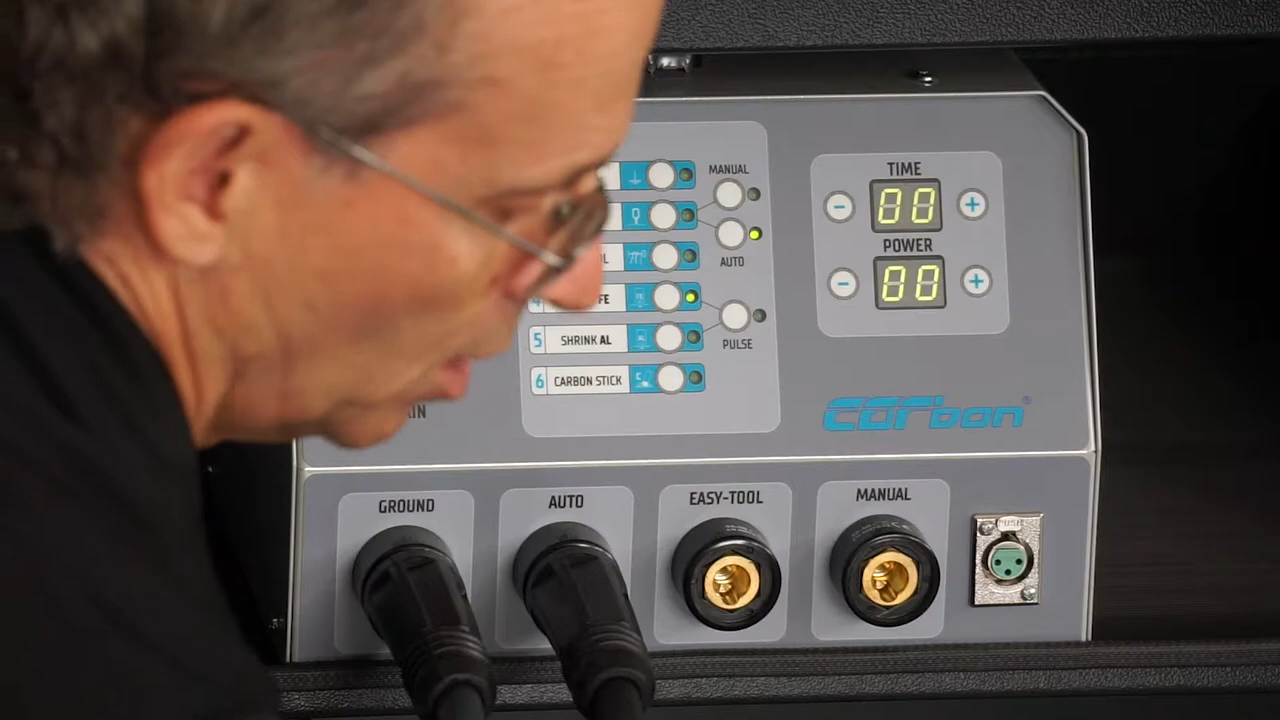 MANUAL
AUTO
FE
5 SHRINK AL
PULSE
6 CARBON STICK
TIME
00
POWER
00
CARbon®
GROUND
AUTO
EASY-TOOL
MANUAL
PUSH